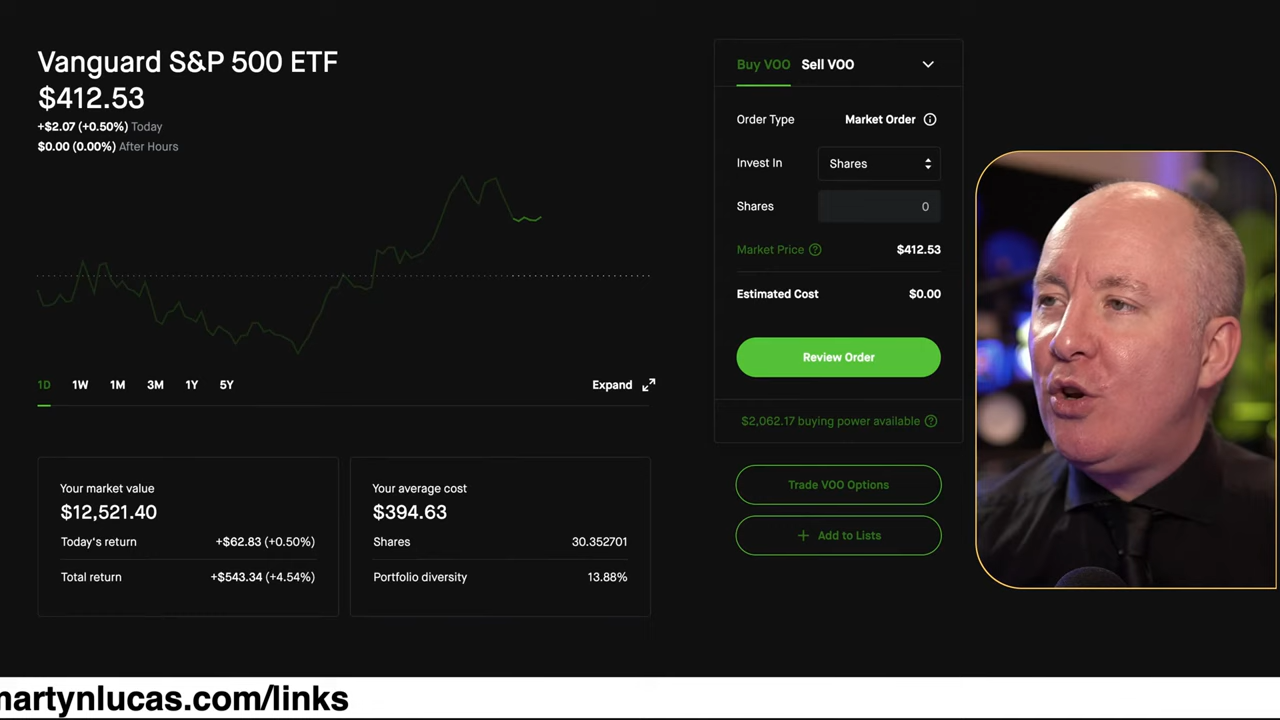 Vanguard S&P 500 ETF
$412.53
+$2.07 (+0.50%) Today
$0.00 (0.00%) After Hours
1D 1W 1M 3M 1Y 5Y
Expand
Your market value
$12,521.40
Today's return +$62.83 (+0.50%)
Total return +$543.34 (+4.54%)
Your average cost
$394.63
Shares 30.352701
Portfolio diversity 13.88%
Buy VOO Sell VOO
Order Type Market Order
Invest In Shares
Shares 0
Market Price $412.53
Estimated Cost $0.00
Review Order
$2,062.17 buying power available
Trade VOO Options
+ Add to Lists
martynlucas.com/links